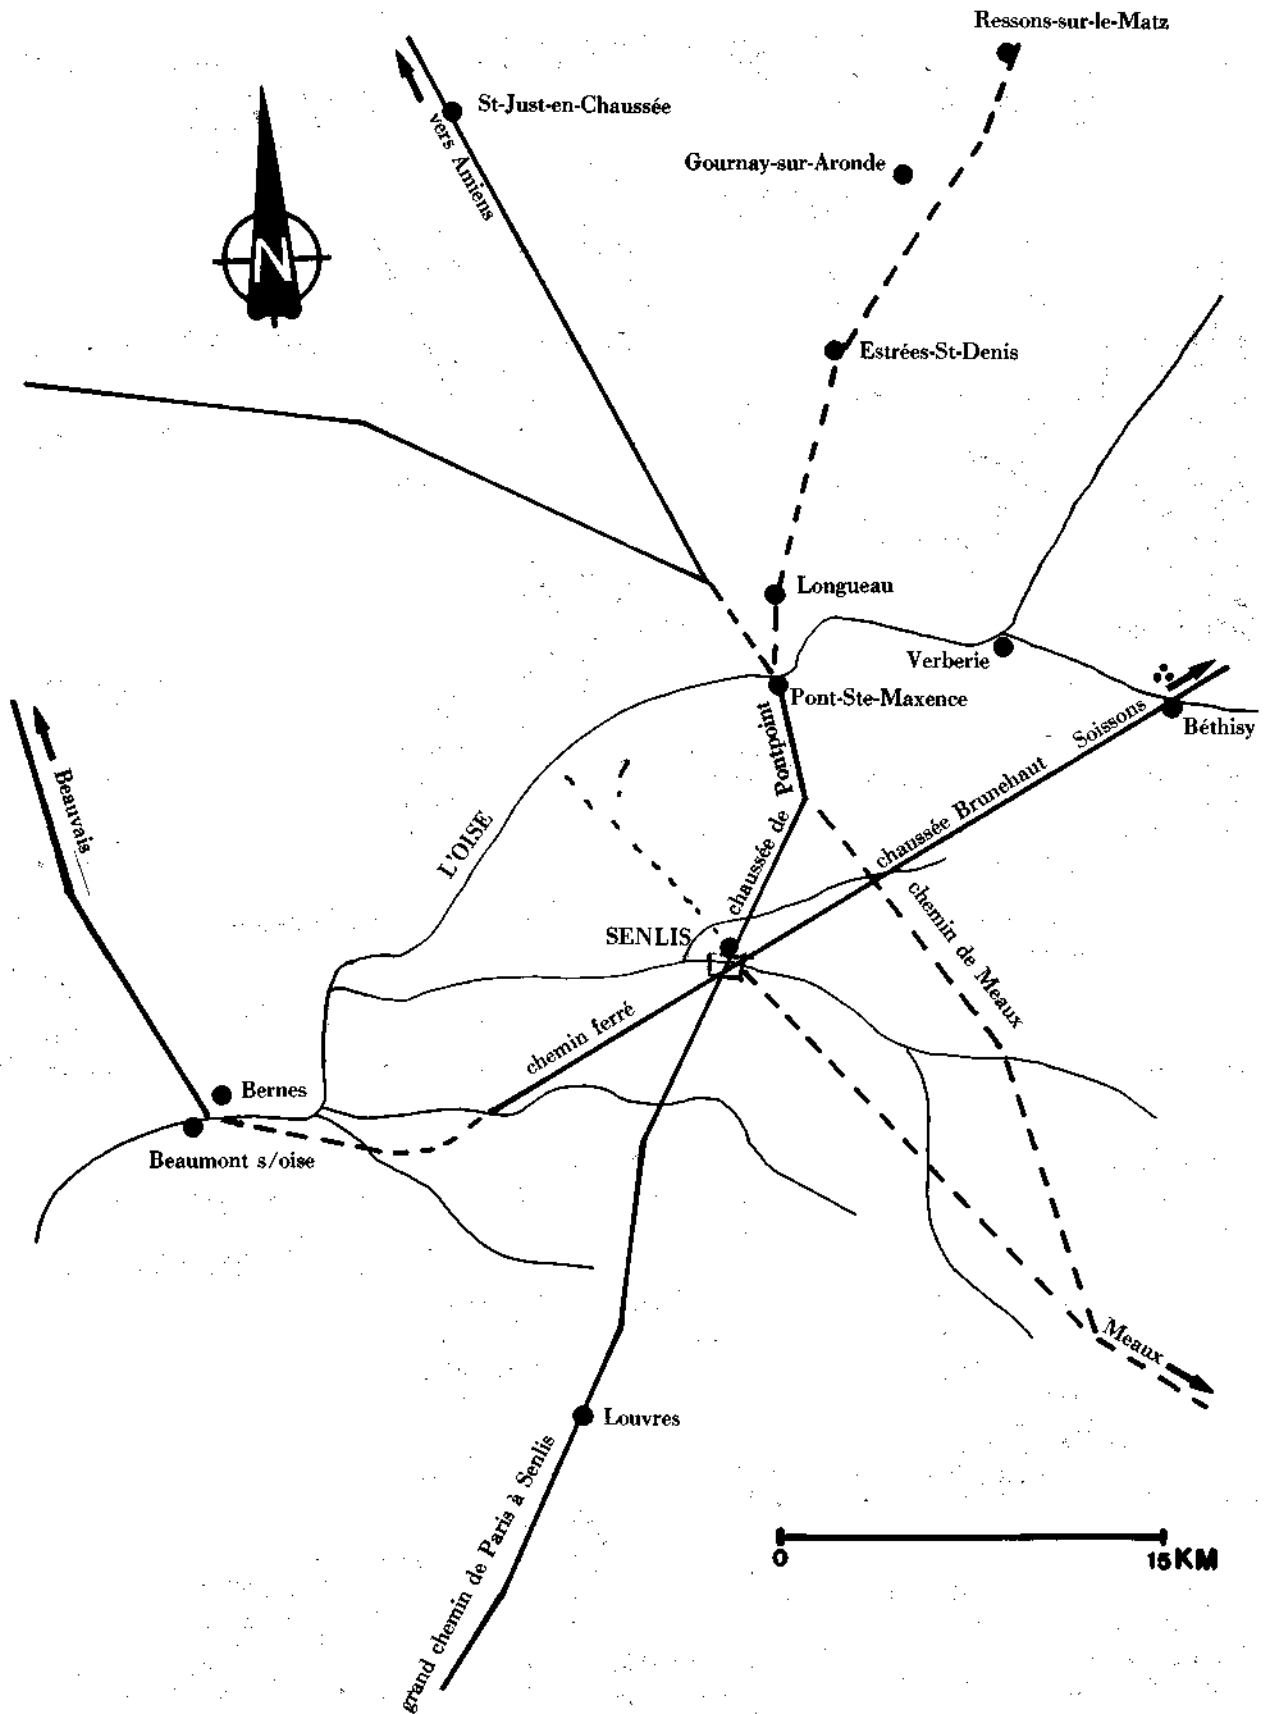 Ressons-sur-le-Matz
St-Just-en-Chaussée
vers Amiens
Gournay-sur-Aronde
N
Estrées-St-Denis
Longueau
Verberie
Pont-Ste-Maxence
Soissons
Béthisy
Beauvais
chaussée de Pontpoint
L'OISE
chaussée Brunehaut
SENLIS
chemin de Meaux
chemin ferré
Bernes
Beaumont s/oise
Meaux
Louvres
grand chemin de Paris à Senlis
0
15 KM